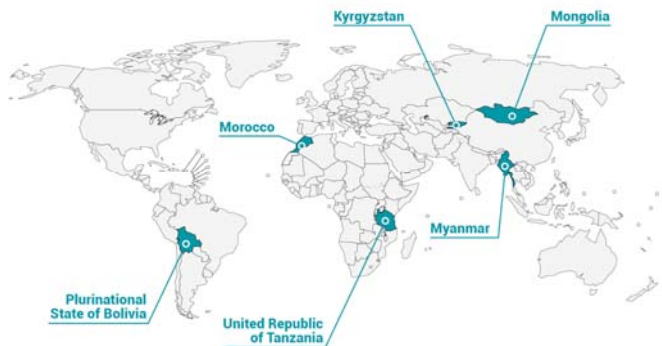 Kyrgyzstan
Mongolia
Morocco
Myanmar
Plurinational
State of Bolivia
United Republic
of Tanzania